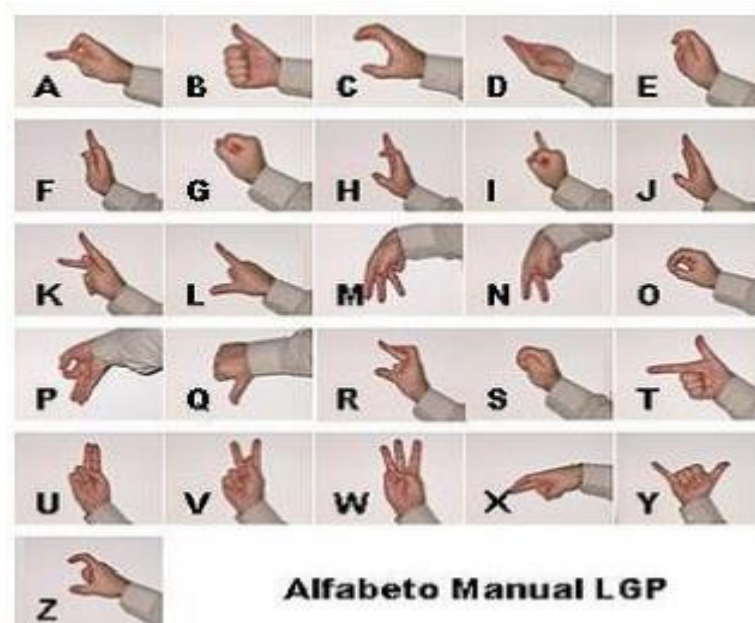 A B C D E
F G H I J
K L M N O
P Q R S T
U V W X Y
Z Alfabeto Manual LGP